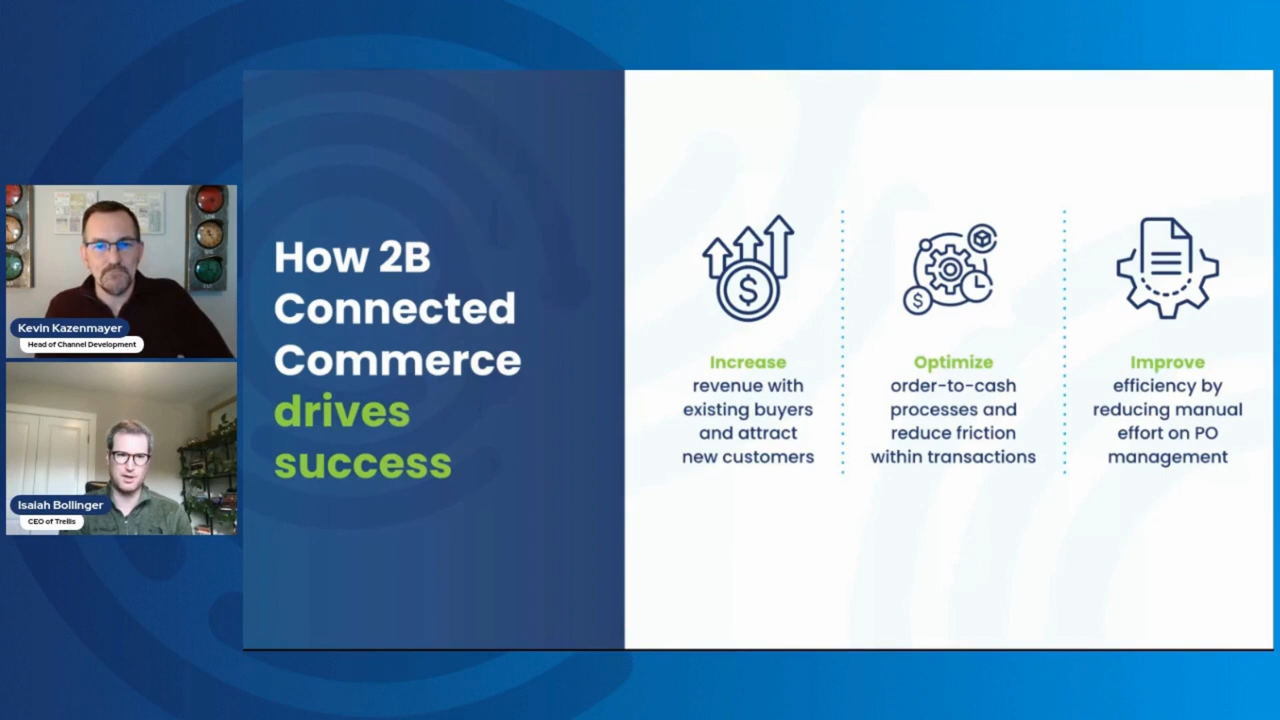 Kevin Kazenmayer
Head of Channel Development
Isaiah Bollinger
CEO of Trellis
How 2B
Connected
Commerce
drives
success
$
Increase
revenue with
existing buyers
and attract
new customers
$
Optimize
order-to-cash
processes and
reduce friction
within transactions
Improve
efficiency by
reducing manual
effort on PO
management